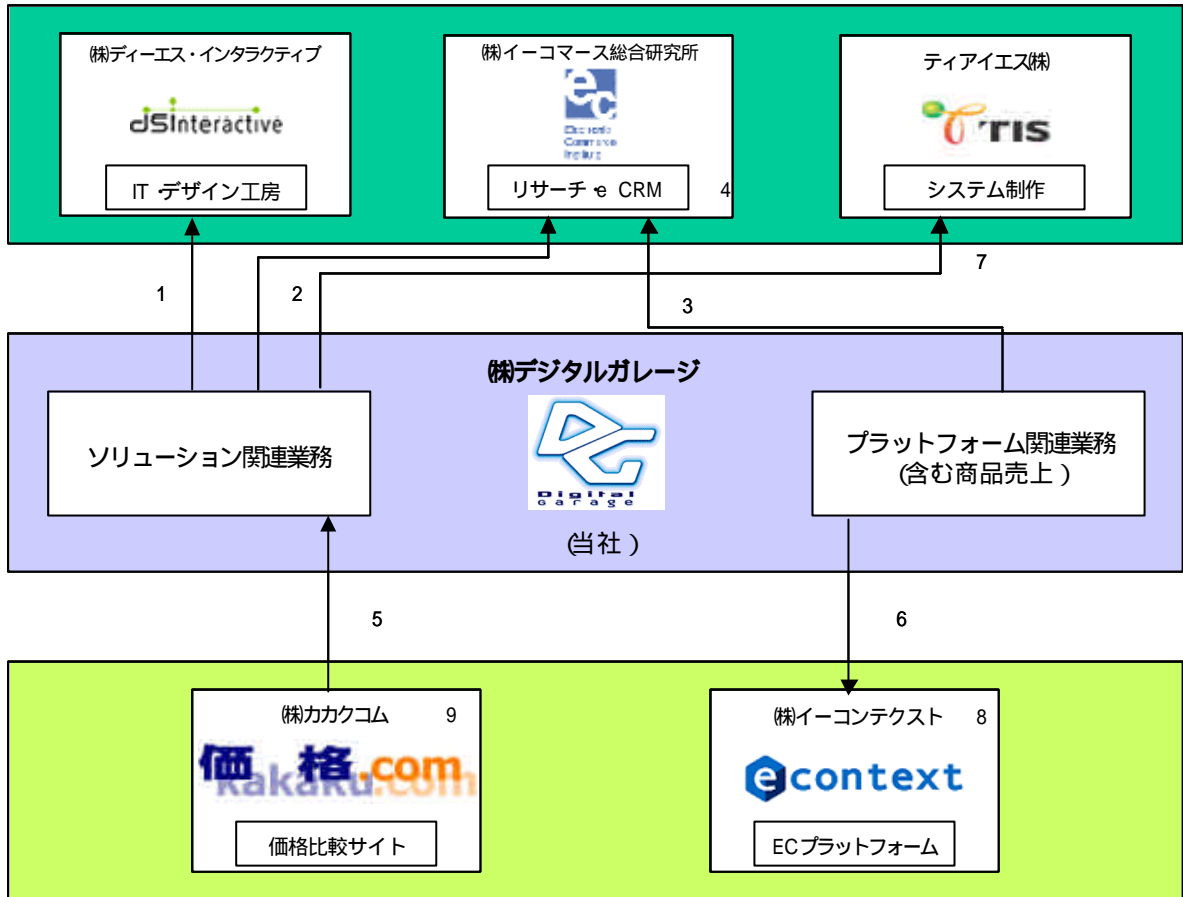 ㈱ディーエス・インタラクティブ
dSInteractive
IT・デザイン工房
㈱イーコマース総合研究所
ec
Electronic
Commerce
Institute
リサーチ・e CRM 4
ティアイエス㈱
TIS
システム制作
1
2
3
7
㈱デジタルガレージ
ソリューション関連業務
Digital
Garage
(当社)
プラットフォーム関連業務
(含む商品売上)
5
6
㈱カカクコム 9
価格.com
kakaku.com
価格比較サイト
㈱イーコンテクスト 8
econtext
ECプラットフォーム